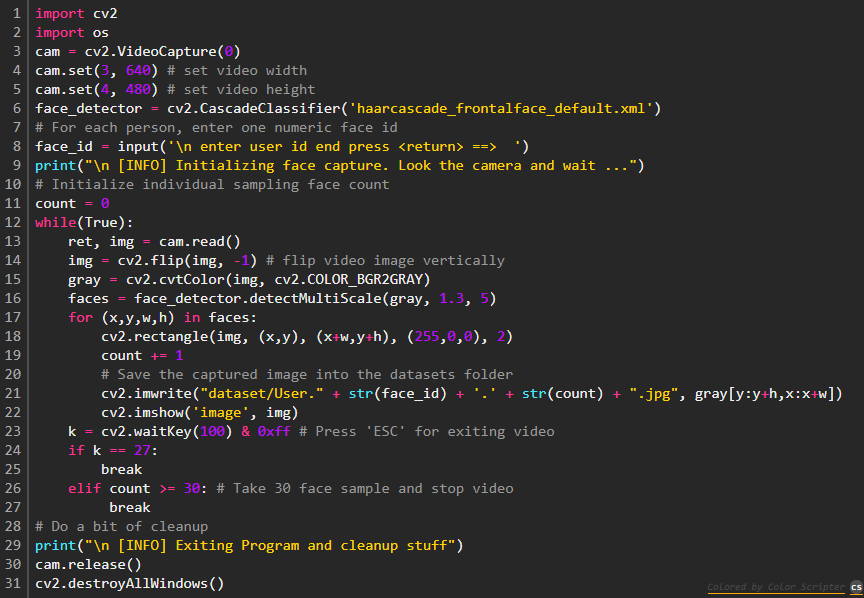 1 import cv2
2 import os
3 cam = cv2.VideoCapture(0)
4 cam.set(3, 640) # set video width
5 cam.set(4, 480) # set video height
6 face_detector = cv2.CascadeClassifier('haarcascade_frontalface_default.xml')
7 # For each person, enter one numeric face id
8 face_id = input('\n enter user id end press <return> ==>  ')
9 print("\n [INFO] Initializing face capture. Look the camera and wait ...")
10 # Initialize individual sampling face count
11 count = 0
12 while(True):
13     ret, img = cam.read()
14     img = cv2.flip(img, -1) # flip video image vertically
15     gray = cv2.cvtColor(img, cv2.COLOR_BGR2GRAY)
16     faces = face_detector.detectMultiScale(gray, 1.3, 5)
17     for (x,y,w,h) in faces:
18         cv2.rectangle(img, (x,y), (x+w,y+h), (255,0,0), 2)
19         count += 1
20         # Save the captured image into the datasets folder
21         cv2.imwrite("dataset/User." + str(face_id) + '.' + str(count) + ".jpg", gray[y:y+h,x:x+w])
22         cv2.imshow('image', img)
23     k = cv2.waitKey(100) & 0xff # Press 'ESC' for exiting video
24     if k == 27:
25         break
26     elif count >= 30: # Take 30 face sample and stop video
27          break
28 # Do a bit of cleanup
29 print("\n [INFO] Exiting Program and cleanup stuff")
30 cam.release()
31 cv2.destroyAllWindows()
Colored by Color Scripter cs